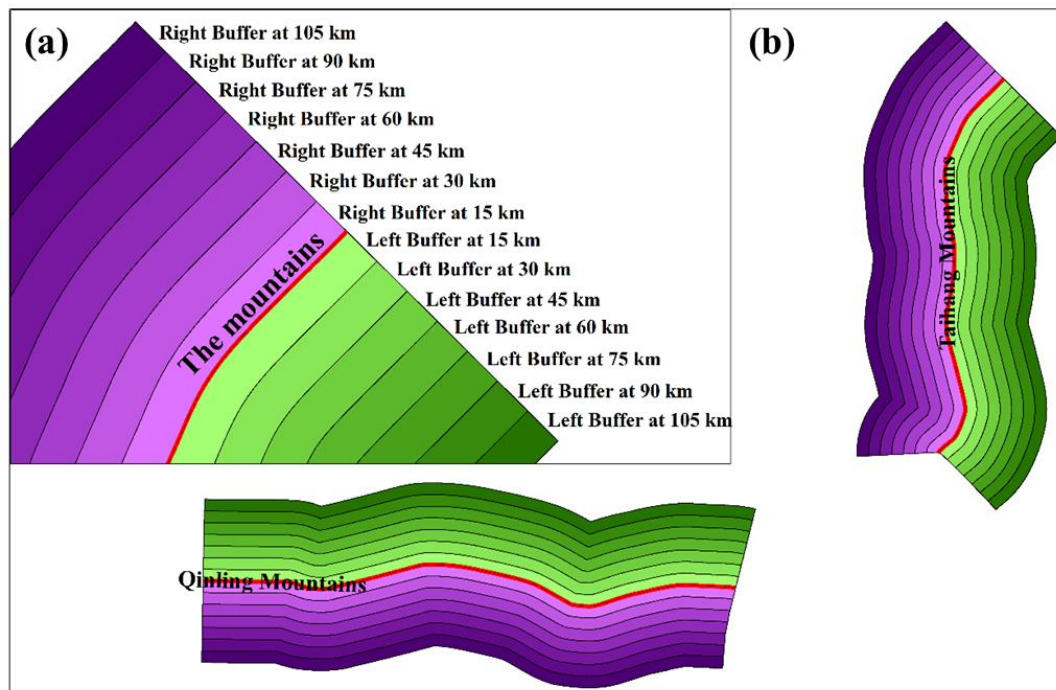 (a)
Right Buffer at 105 km
Right Buffer at 90 km
Right Buffer at 75 km
Right Buffer at 60 km
Right Buffer at 45 km
Right Buffer at 30 km
Right Buffer at 15 km
Left Buffer at 15 km
Left Buffer at 30 km
Left Buffer at 45 km
Left Buffer at 60 km
Left Buffer at 75 km
Left Buffer at 90 km
Left Buffer at 105 km
The mountains
(b)
Taihang Mountains
Qinling Mountains